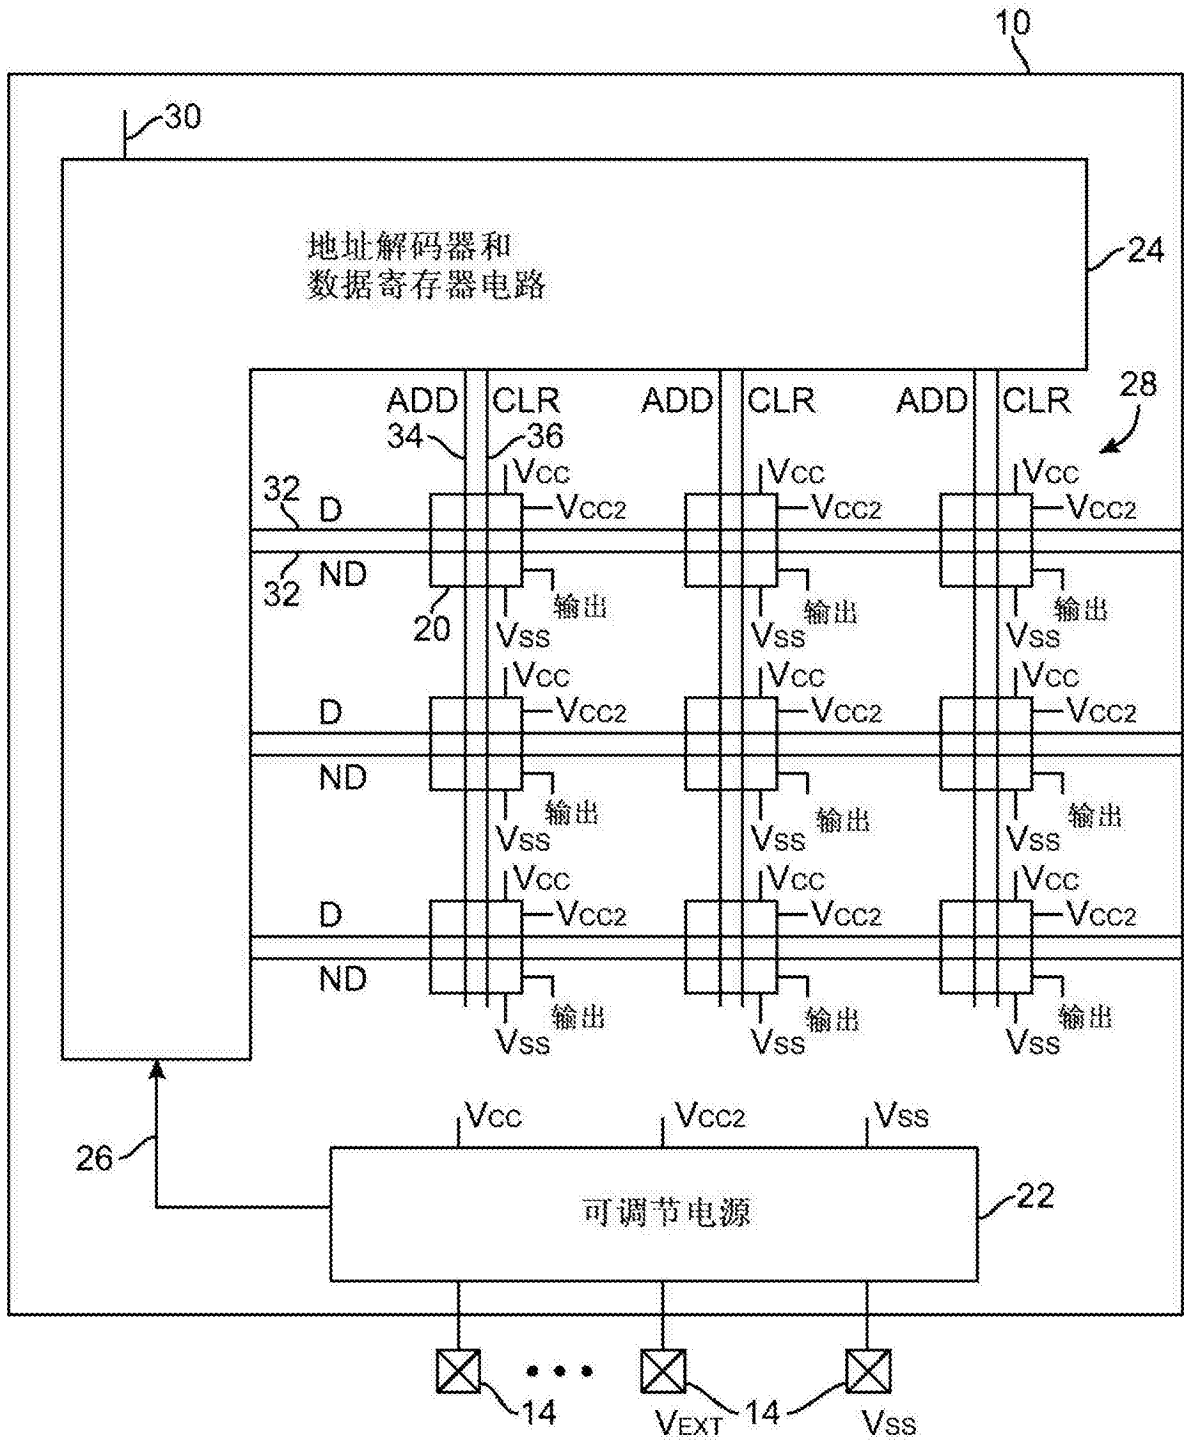 10
30
地址解码器和
数据寄存器电路
24
28
ADD CLR ADD CLR ADD CLR
34 36
VCC VCC VCC
32 D VCC2 VCC2 VCC2
32 ND 输出 输出 输出
20 VSS VSS VSS
VCC VCC VCC
D VCC2 VCC2 VCC2
ND 输出 输出 输出
VSS VSS VSS
VCC VCC VCC
D VCC2 VCC2 VCC2
ND 输出 输出 输出
VSS VSS VSS
VCC VCC2 VSS
26
可调节电源
22
14 14
VEXT VSS